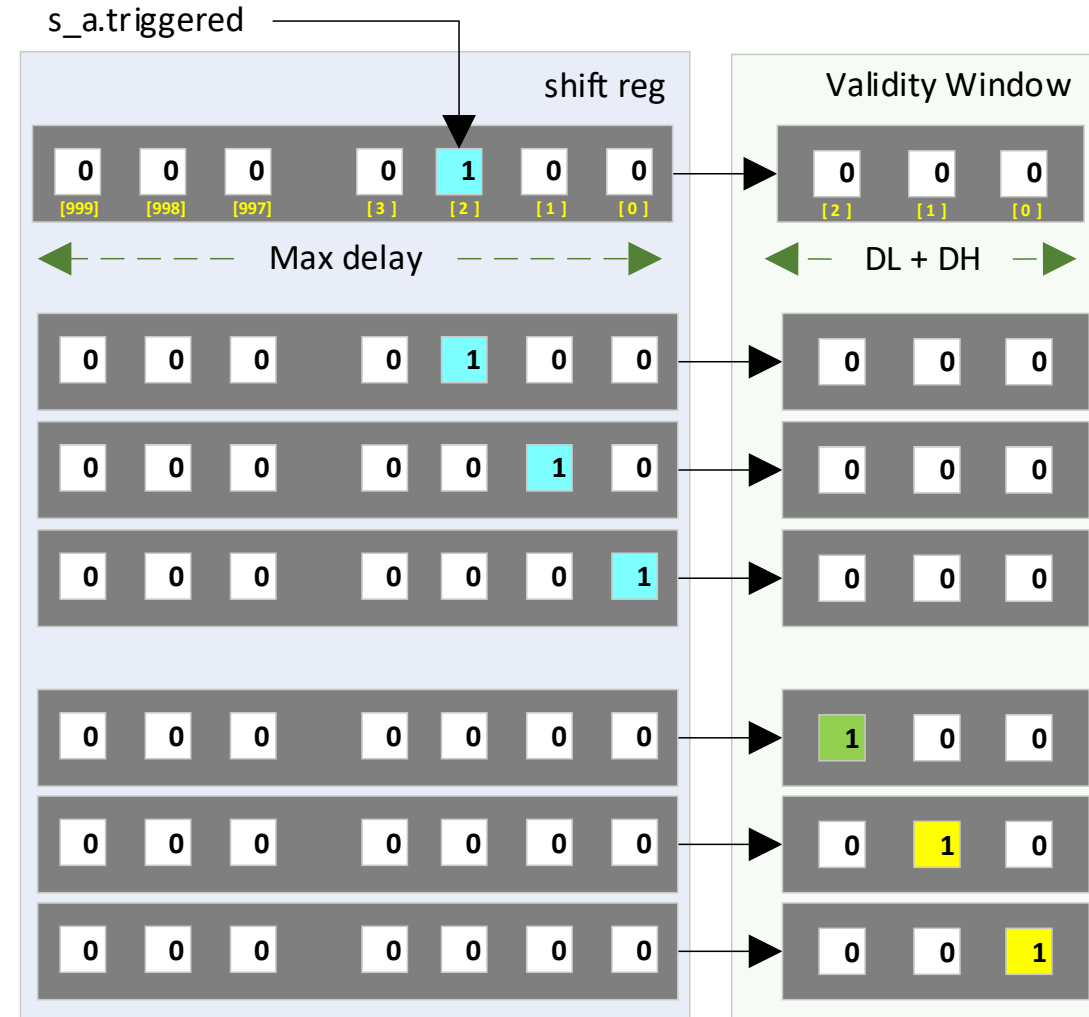 s_a.triggered
shift reg
Validity Window
0 0 0 0 1 0 0 0 0 0
[999] [998] [997] [3 ] [2 ] [1 ] [0 ] [2 ] [1 ] [0 ]
Max delay DL + DH
0 0 0 0 1 0 0 0 0 0
0 0 0 0 0 1 0 0 0 0
0 0 0 0 0 0 1 0 0 0
0 0 0 0 0 0 0 1 0 0
0 0 0 0 0 0 0 0 1 0
0 0 0 0 0 0 0 0 0 1